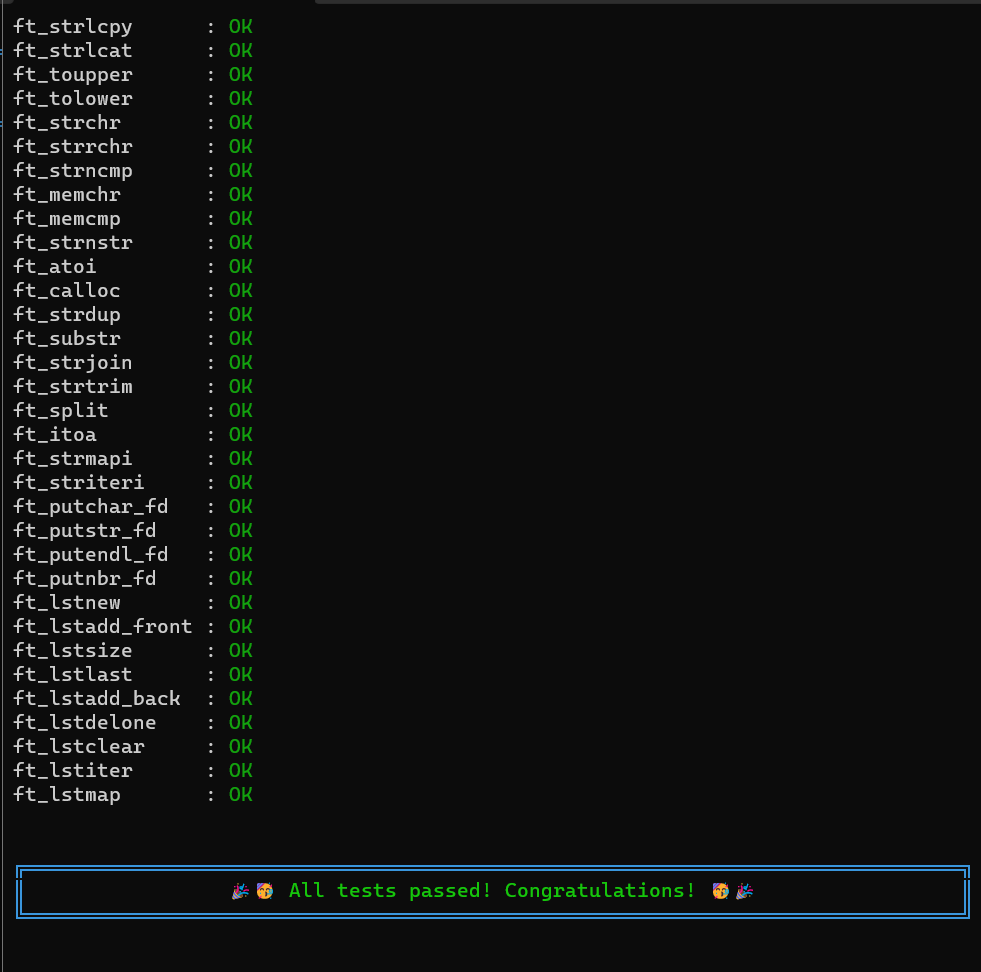 ft_strlcpy      : OK
ft_strlcat      : OK
ft_toupper      : OK
ft_tolower      : OK
ft_strchr       : OK
ft_strrchr      : OK
ft_strncmp      : OK
ft_memchr       : OK
ft_memcmp       : OK
ft_strnstr      : OK
ft_atoi         : OK
ft_calloc       : OK
ft_strdup       : OK
ft_substr       : OK
ft_strjoin      : OK
ft_strtrim      : OK
ft_split        : OK
ft_itoa         : OK
ft_strmapi      : OK
ft_striteri     : OK
ft_putchar_fd   : OK
ft_putstr_fd    : OK
ft_putendl_fd   : OK
ft_putnbr_fd    : OK
ft_lstnew       : OK
ft_lstadd_front : OK
ft_lstsize      : OK
ft_lstlast      : OK
ft_lstadd_back  : OK
ft_lstdelone    : OK
ft_lstclear     : OK
ft_lstiter      : OK
ft_lstmap       : OK
🎉🥳 All tests passed! Congratulations! 🥳🎉